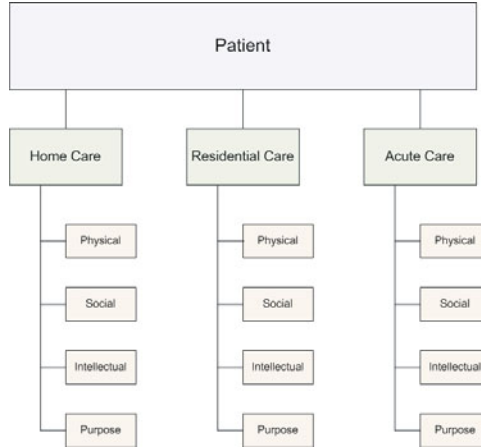 Patient
Home Care
Residential Care
Acute Care
Physical
Physical
Physical
Social
Social
Social
Intellectual
Intellectual
Intellectual
Purpose
Purpose
Purpose